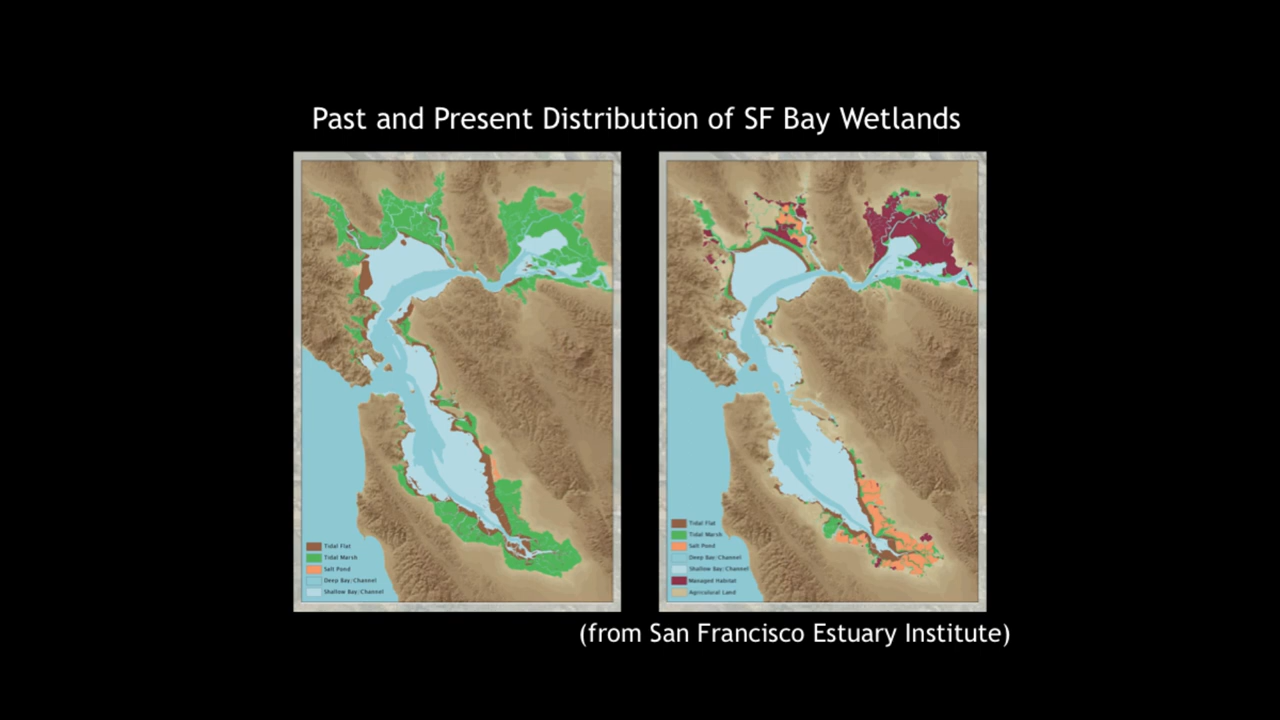 Past and Present Distribution of SF Bay Wetlands
Tidal Flat
Tidal Marsh
Salt Pond
Deep Bay/Channel
Shallow Bay/Channel
Tidal Flat
Tidal Marsh
Salt Pond
Deep Bay/Channel
Shallow Bay/Channel
Managed Habitat
Agricultural Land
(from San Francisco Estuary Institute)